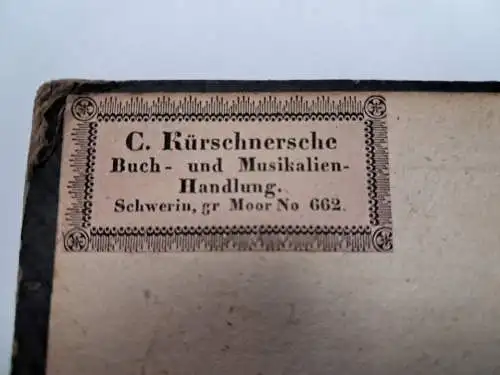 C. Kürschnersche
Buch- und Musikalien-
Handlung.
Schwerin, gr Moor No 662.